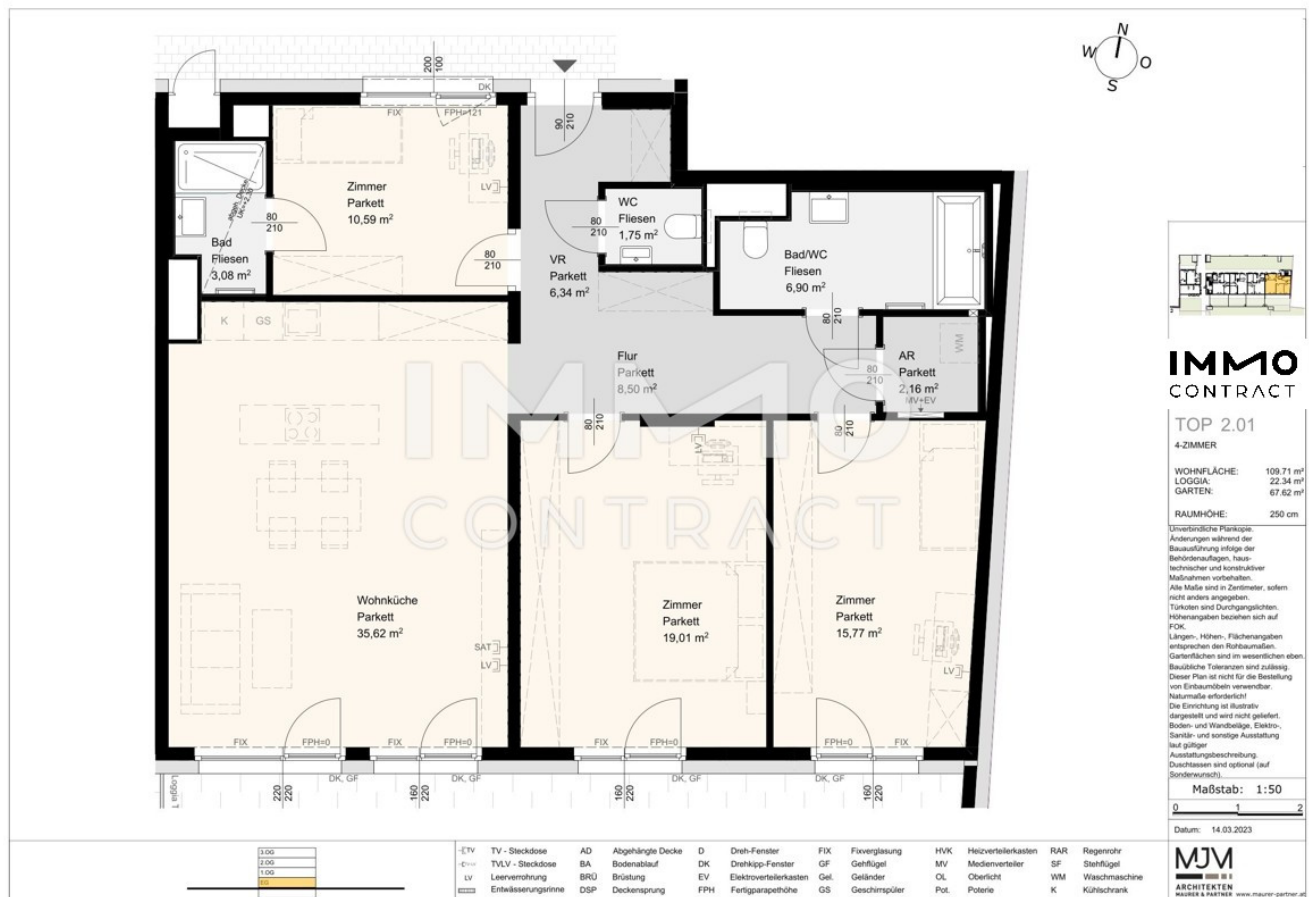 N
W
O
S
200
100
DK
FIX
FPH=121
90
210
Zimmer
Parkett
10,59 m²
LV
abgeh. Decke
80
210
Bad
Fliesen
3,08 m²
80
210
WC
Fliesen
1,75 m²
80
210
VR
Parkett
6,34 m²
Bad/WC
Fliesen
6,90 m²
80
210
K
GS
Flur
Parkett
8,50 m²
AR
Parkett
2,16 m²
MV+EV
WM
80
210
80
210
80
210
LV
IMMO
CONTRACT
Wohnküche
Parkett
35,62 m²
SAT
LV
Zimmer
Parkett
19,01 m²
Zimmer
Parkett
15,77 m²
LV
FIX
FPH=0
FIX
FPH=0
FIX
FPH=0
FPH=0
FIX
DK, GF
DK, GF
DK, GF
DK, GF
220
220
160
220
160
220
160
220
IMMO
CONTRACT
TOP 2.01
4-ZIMMER
WOHNFLÄCHE: 109.71 m²
LOGGIA: 22.34 m²
GARTEN: 67.62 m²
RAUMHÖHE: 250 cm
Unverbindliche Plankopie.
Änderungen während der
Bauausführung infolge der
Behördenauflagen, haus-
technischer und konstruktiver
Maßnahmen vorbehalten.
Alle Maße sind in Zentimeter, sofern
nicht anders angegeben.
Türkoten sind Durchgangslichten.
Höhenangaben beziehen sich auf
FOK.
Längen-, Höhen-, Flächenangaben
entsprechen den Rohbaumaßen.
Gartenflächen sind im wesentlichen eben.
Bauübliche Toleranzen sind zulässig.
Dieser Plan ist nicht für die Bestellung
von Einbaumöbeln verwendbar.
Naturmaße erforderlich!
Die Einrichtung ist illustrativ
dargestellt und wird nicht geliefert.
Boden- und Wandbeläge, Elektro-,
Sanitär- und sonstige Ausstattung
laut gültiger
Ausstattungsbeschreibung.
Duschtassen sind optional (auf
Sonderwunsch).
Maßstab: 1:50
0 1 2
Datum: 14.03.2023
MJM
ARCHITEKTEN
MAURER & PARTNER www.maurer-partner.at
3.OG
2.OG
1.OG
EG
TV TV - Steckdose AD Abgehängte Decke D Dreh-Fenster FIX Fixverglasung HVK Heizverteilerkasten RAR Regenrohr
TVLV - Steckdose BA Bodenablauf DK Drehkipp-Fenster GF Gehflügel MV Medienverteiler SF Stehflügel
LV Leerverrohrung BRÜ Brüstung EV Elektroverteilerkasten Gel. Geländer OL Oberlicht WM Waschmaschine
Entwässerungsrinne DSP Deckensprung FPH Fertigparapethöhe GS Geschirrspüler Pot. Poterie K Kühlschrank